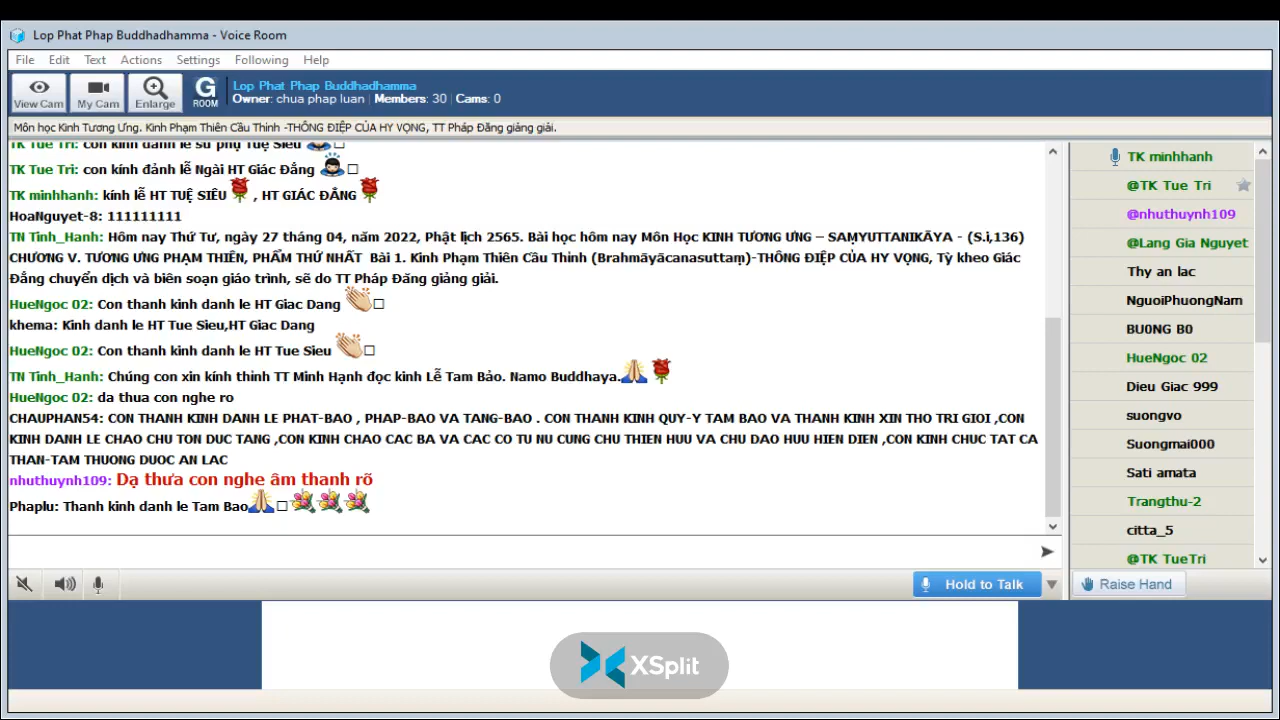 Lop Phat Phap Buddhadhamma - Voice Room
File Edit Text Actions Settings Following Help
View Cam My Cam Enlarge G ROOM
Lop Phat Phap Buddhadhamma
Owner: chua phap luan | Members: 30 | Cams: 0
Môn học Kinh Tương Ưng. Kinh Phạm Thiên Cầu Thỉnh -THÔNG ĐIỆP CỦA HY VỌNG, TT Pháp Đăng giảng giải.
TK Tue Tri: con kính đảnh lễ sư phụ Tuệ Siêu
TK Tue Tri: con kính đảnh lễ Ngài HT Giác Đẳng
TK minhhanh: kính lễ HT TUỆ SIÊU , HT GIÁC ĐẲNG
HoaNguyet-8: 111111111
TN Tinh_Hanh: Hôm nay Thứ Tư, ngày 27 tháng 04, năm 2022, Phật lịch 2565. Bài học hôm nay Môn Học KINH TƯƠNG ƯNG – SAṂYUTTANIKĀYA - (S.i,136)
CHƯƠNG V. TƯƠNG ƯNG PHẠM THIÊN, PHẨM THỨ NHẤT Bài 1. Kinh Phạm Thiên Cầu Thỉnh (Brahmāyācanasuttaṃ)-THÔNG ĐIỆP CỦA HY VỌNG, Tỳ kheo Giác
Đẳng chuyển dịch và biên soạn giáo trình, sẽ do TT Pháp Đăng giảng giải.
HueNgoc 02: Con thanh kinh danh le HT Giac Dang
khema: Kinh danh le HT Tue Sieu,HT Giac Dang
HueNgoc 02: Con thanh kinh danh le HT Tue Sieu
TN Tinh_Hanh: Chúng con xin kính thỉnh TT Minh Hạnh đọc kinh Lễ Tam Bảo. Namo Buddhaya.
HueNgoc 02: da thua con nghe ro
CHAUPHAN54: CON THANH KINH DANH LE PHAT-BAO , PHAP-BAO VA TANG-BAO . CON THANH KINH QUY-Y TAM BAO VA THANH KINH XIN THO TRI GIOI ,CON
KINH DANH LE CHAO CHU TON DUC TANG ,CON KINH CHAO CAC BA VA CAC CO TU NU CUNG CHU THIEN HUU VA CHU DAO HUU HIEN DIEN ,CON KINH CHUC TAT CA
THAN-TAM THUONG DUOC AN LAC
nhuthuynh109: Dạ thưa con nghe âm thanh rõ
Phaplu: Thanh kinh danh le Tam Bao
TK minhhanh
@TK Tue Tri
@nhuthuynh109
@Lang Gia Nguyet
Thy an lac
NguoiPhuongNam
BU0NG B0
HueNgoc 02
Dieu Giac 999
suongvo
Suongmai000
Sati amata
Trangthu-2
citta_5
@TK TueTri
Hold to Talk
Raise Hand
XSplit